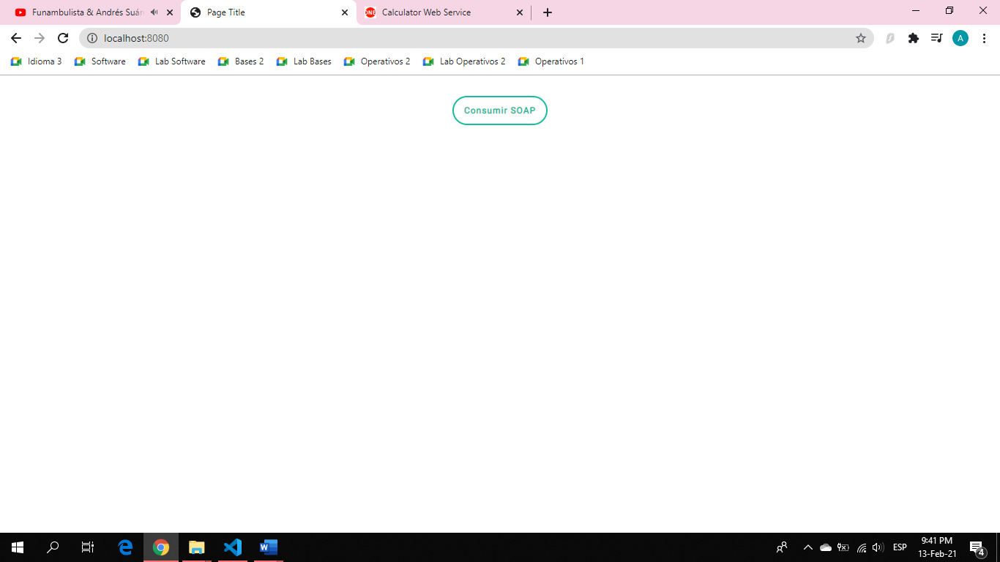 Funambulista & Andrés Suár
Page Title
ONE
Calculator Web Service
localhost:8080
A
Idioma 3
Software
Lab Software
Bases 2
Lab Bases
Operativos 2
Lab Operativos 2
Operativos 1
Consumir SOAP
W
ESP
9:41 PM
13-Feb-21
4